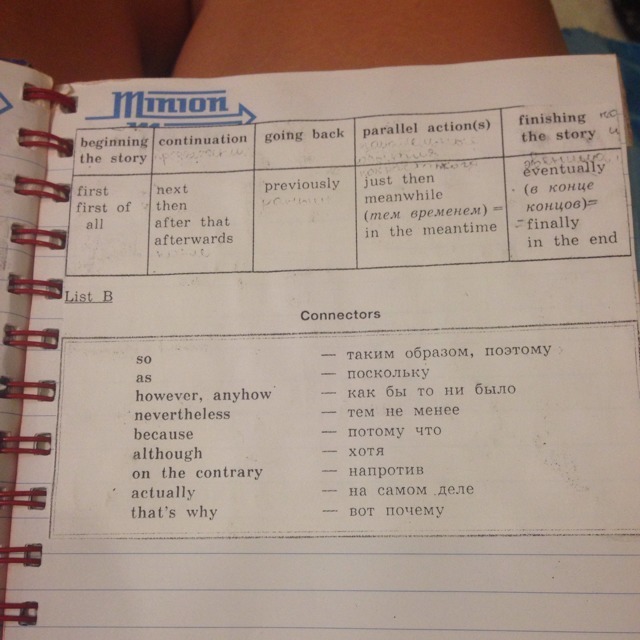 Minion
beginning the story
continuation
going back
parallel action(s)
finishing the story
first
first of all
next
then
after that
afterwards
previously
just then
meanwhile
(тем временем) =
in the meantime
eventually
(в конце
концов)=
=finally
in the end
List B
Connectors
so — таким образом, поэтому
as — поскольку
however, anyhow — как бы то ни было
nevertheless — тем не менее
because — потому что
although — хотя
on the contrary — напротив
actually — на самом деле
that's why — вот почему